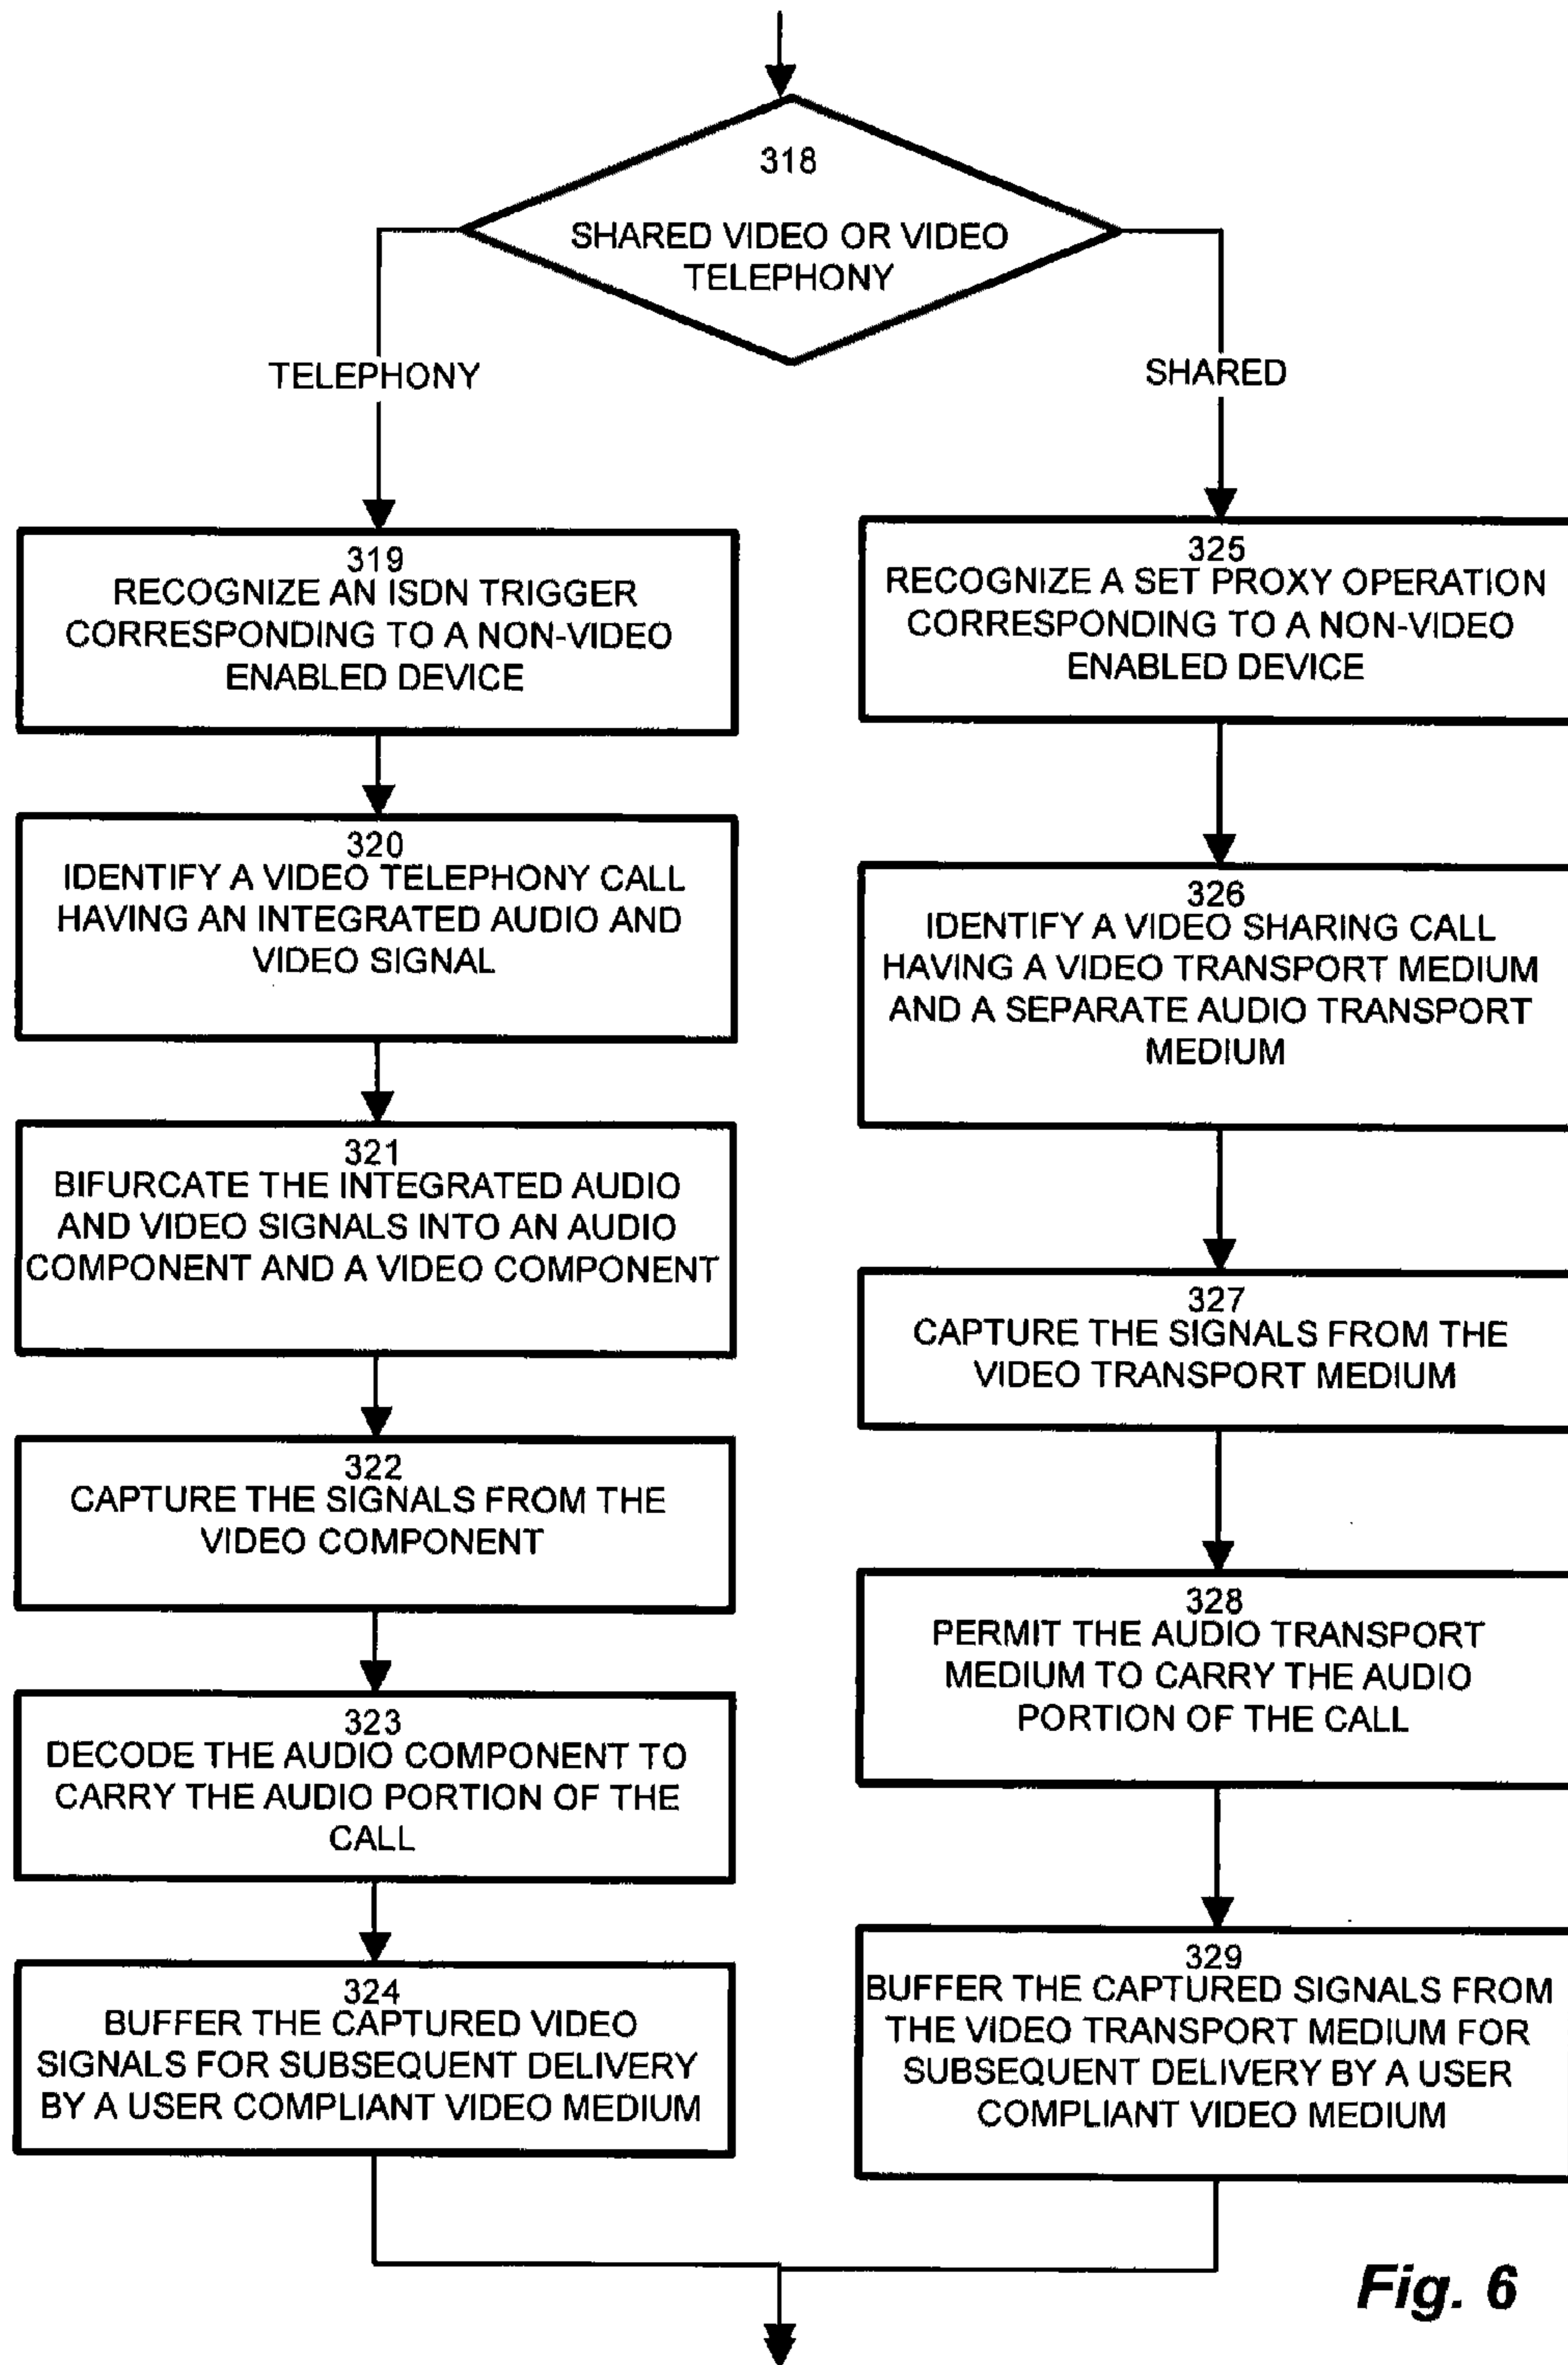 318
SHARED VIDEO OR VIDEO
TELEPHONY
TELEPHONY
SHARED
319
RECOGNIZE AN ISDN TRIGGER
CORRESPONDING TO A NON-VIDEO
ENABLED DEVICE
320
IDENTIFY A VIDEO TELEPHONY CALL
HAVING AN INTEGRATED AUDIO AND
VIDEO SIGNAL
321
BIFURCATE THE INTEGRATED AUDIO
AND VIDEO SIGNALS INTO AN AUDIO
COMPONENT AND A VIDEO COMPONENT
322
CAPTURE THE SIGNALS FROM THE
VIDEO COMPONENT
323
DECODE THE AUDIO COMPONENT TO
CARRY THE AUDIO PORTION OF THE
CALL
324
BUFFER THE CAPTURED VIDEO
SIGNALS FOR SUBSEQUENT DELIVERY
BY A USER COMPLIANT VIDEO MEDIUM
325
RECOGNIZE A SET PROXY OPERATION
CORRESPONDING TO A NON-VIDEO
ENABLED DEVICE
326
IDENTIFY A VIDEO SHARING CALL
HAVING A VIDEO TRANSPORT MEDIUM
AND A SEPARATE AUDIO TRANSPORT
MEDIUM
327
CAPTURE THE SIGNALS FROM THE
VIDEO TRANSPORT MEDIUM
328
PERMIT THE AUDIO TRANSPORT
MEDIUM TO CARRY THE AUDIO
PORTION OF THE CALL
329
BUFFER THE CAPTURED SIGNALS FROM
THE VIDEO TRANSPORT MEDIUM FOR
SUBSEQUENT DELIVERY BY A USER
COMPLIANT VIDEO MEDIUM
Fig. 6